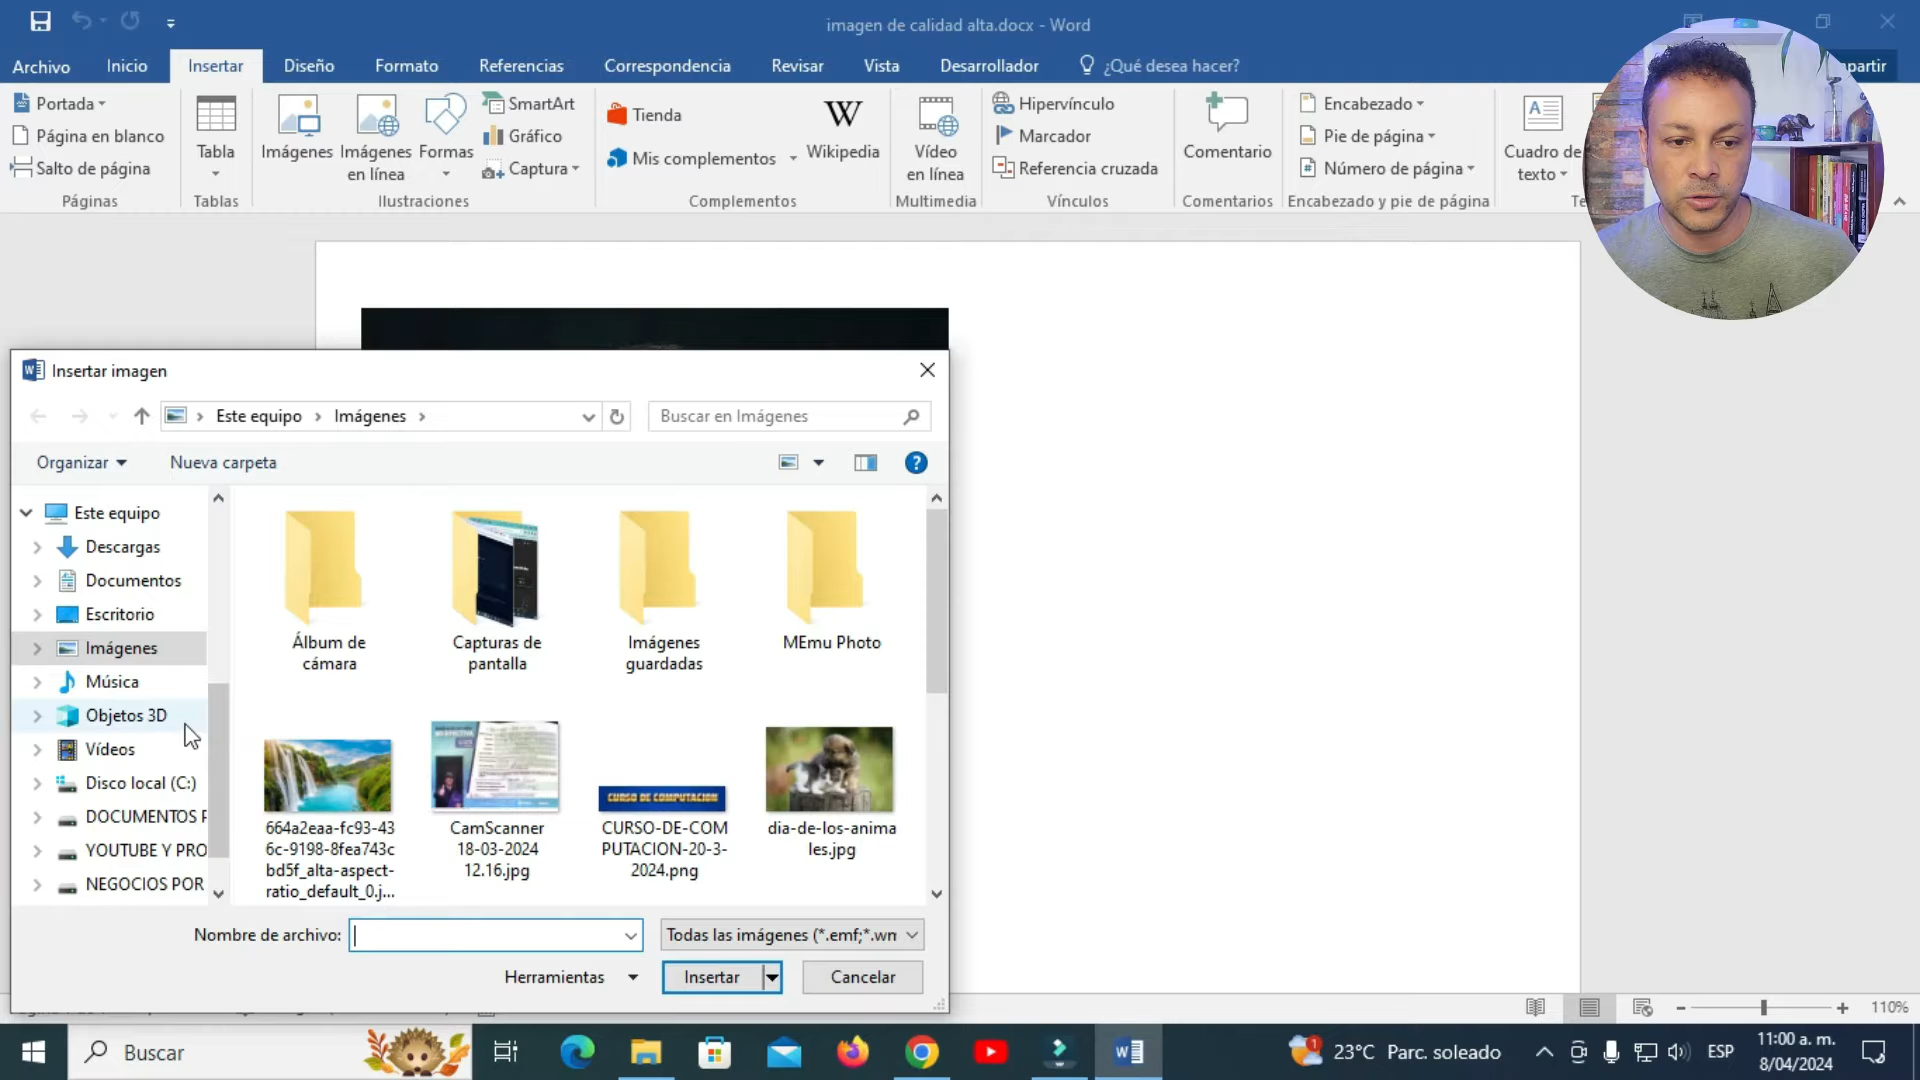 imagen de calidad alta.docx - Word
Archivo Inicio Insertar Diseño Formato Referencias Correspondencia Revisar Vista Desarrollador ¿Qué desea hacer? partir
Portada
Página en blanco
Salto de página
Páginas
Tabla
Tablas
Imágenes
Imágenes en línea
Formas
SmartArt
Gráfico
Captura
Ilustraciones
Tienda
Mis complementos
Wikipedia
Complementos
Vídeo en línea
Multimedia
Hipervínculo
Marcador
Referencia cruzada
Vínculos
Comentario
Comentarios
Encabezado
Pie de página
Número de página
Encabezado y pie de página
Cuadro de
texto
Te
Insertar imagen
Este equipo > Imágenes >
Buscar en Imágenes
Organizar
Nueva carpeta
Este equipo
Descargas
Documentos
Escritorio
Imágenes
Música
Objetos 3D
Vídeos
Disco local (C:)
DOCUMENTOS P
YOUTUBE Y PRO
NEGOCIOS POR
Álbum de
cámara
Capturas de
pantalla
Imágenes
guardadas
MEmu Photo
CURSO DE COMPUTACION
664a2eaa-fc93-43
6c-9198-8fea743c
bd5f_alta-aspect-
ratio_default_0.j...
CamScanner
18-03-2024
12.16.jpg
CURSO-DE-COM
PUTACION-20-3-
2024.png
dia-de-los-anima
les.jpg
Nombre de archivo:
Todas las imágenes (*.emf;*.wn
Herramientas
Insertar
Cancelar
110%
Buscar
23°C Parc. soleado
ESP
11:00 a. m.
8/04/2024